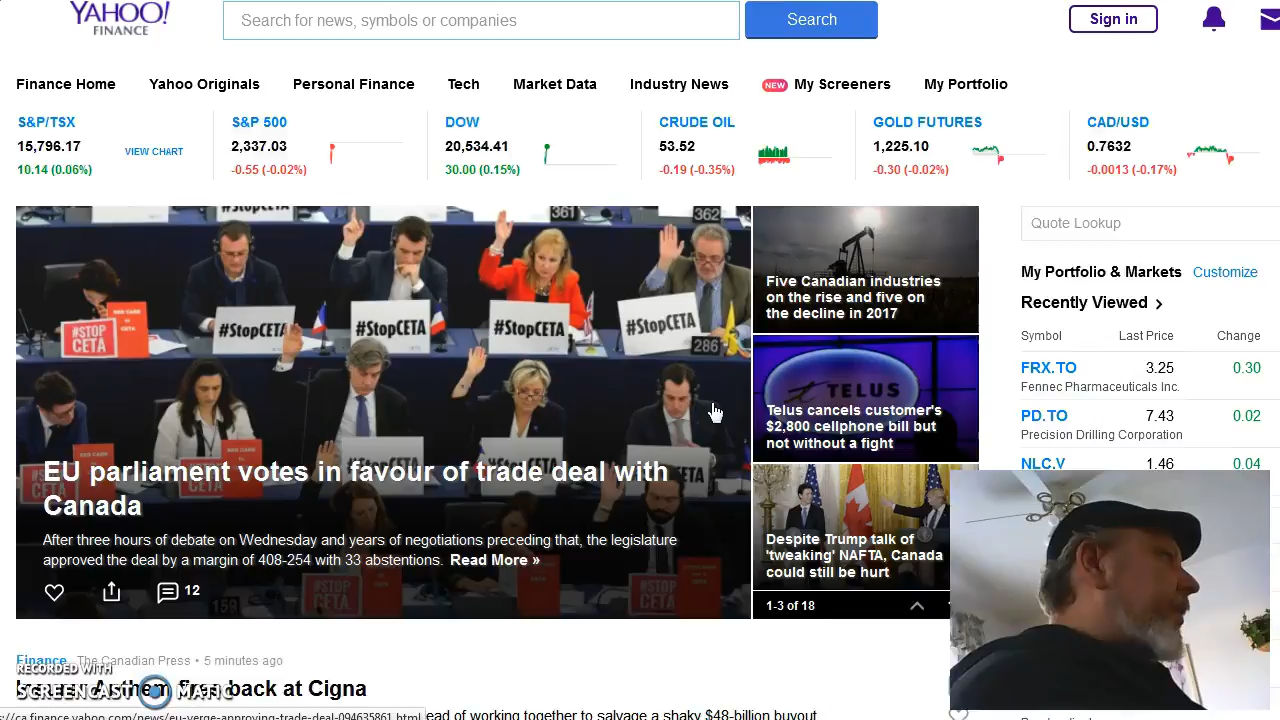 YAHOO!
FINANCE
Search for news, symbols or companies
Search
Sign in
Finance Home
Yahoo Originals
Personal Finance
Tech
Market Data
Industry News
NEW My Screeners
My Portfolio
S&P/TSX
15,796.17
10.14 (0.06%)
VIEW CHART
S&P 500
2,337.03
-0.55 (-0.02%)
DOW
20,534.41
30.00 (0.15%)
CRUDE OIL
53.52
-0.19 (-0.35%)
GOLD FUTURES
1,225.10
-0.30 (-0.02%)
CAD/USD
0.7632
-0.0013 (-0.17%)
361
362
#STOP
CETA
#StopCETA
#StopCETA
#StopCETA
#StopCETA
286
EU parliament votes in favour of trade deal with
Canada
After three hours of debate on Wednesday and years of negotiations preceding that, the legislature
approved the deal by a margin of 408-254 with 33 abstentions. Read More »
12
159
Five Canadian industries
on the rise and five on
the decline in 2017
TELUS
Telus cancels customer's
$2,800 cellphone bill but
not without a fight
Despite Trump talk of
'tweaking' NAFTA, Canada
could still be hurt
1-3 of 18
Quote Lookup
My Portfolio & Markets Customize
Recently Viewed
Symbol Last Price Change
FRX.TO 3.25 0.30
Fennec Pharmaceuticals Inc.
PD.TO 7.43 0.02
Precision Drilling Corporation
NLC.V 1.46 0.04
Finance The Canadian Press • 5 minutes ago
RECORDED WITH
SCREENCAST MATIC
Anthem fires back at Cigna
://ca.finance.yahoo.com/news/eu-verge-approving-trade-deal-094635861.html
ead of working together to salvage a shaky $48-billion buyout